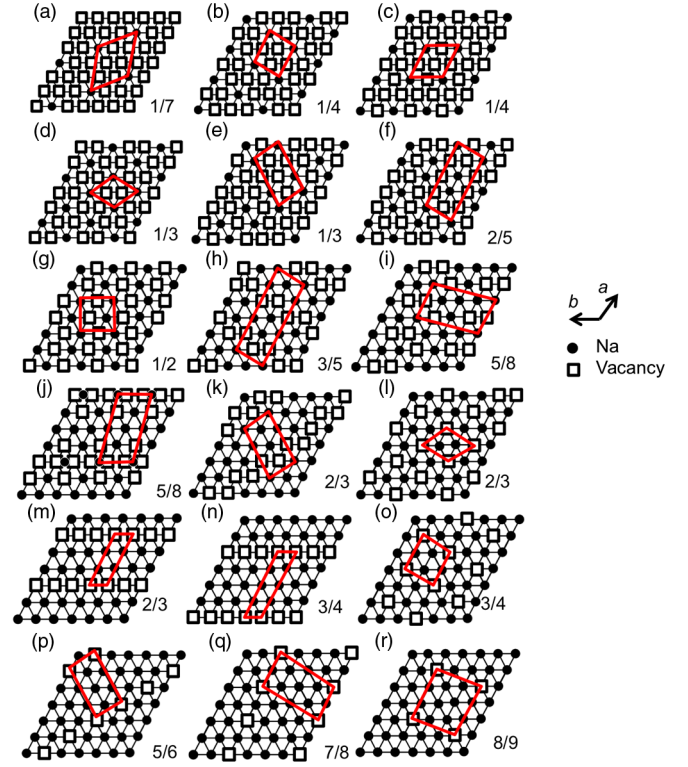 (a)
(b)
(c)
1/7
1/4
1/4
(d)
(e)
(f)
1/3
1/3
2/5
(g)
(h)
(i)
1/2
3/5
5/8
a
b
Na
Vacancy
(j)
(k)
(l)
5/8
2/3
2/3
(m)
(n)
(o)
2/3
3/4
3/4
(p)
(q)
(r)
5/6
7/8
8/9